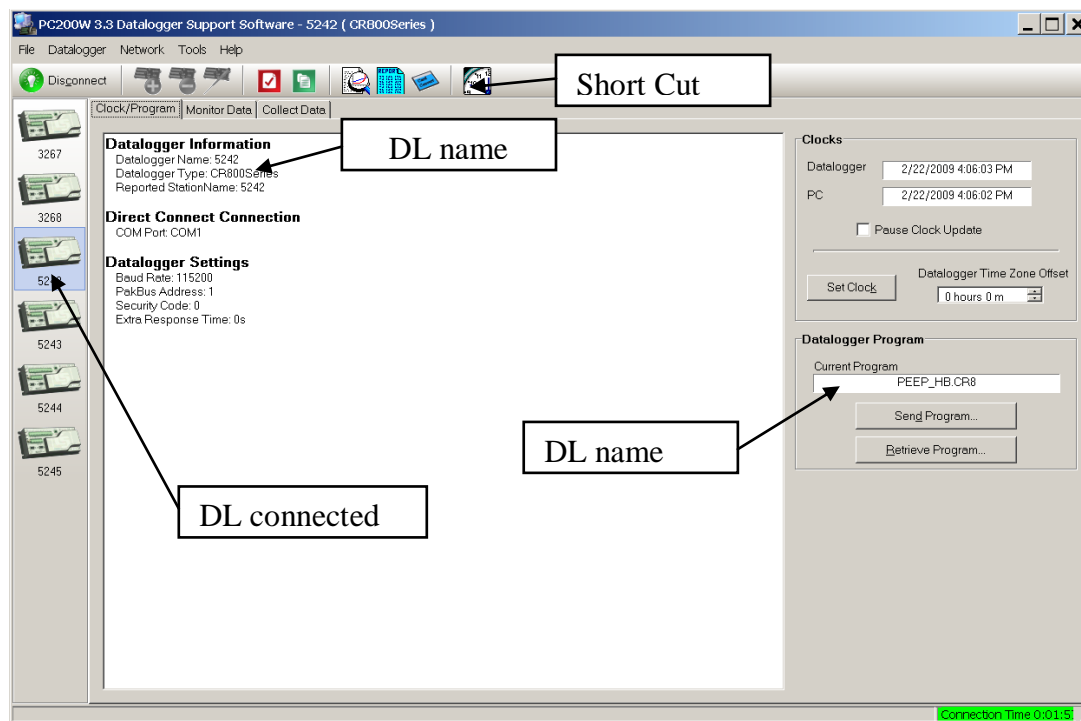 PC200W 3.3 Datalogger Support Software - 5242 ( CR800Series )
File Datalogger Network Tools Help
Disconnect
Short Cut
Clock/Program Monitor Data Collect Data
3267
3268
5243
5244
5245
Datalogger Information
Datalogger Name: 5242
Datalogger Type: CR800Series
Reported StationName: 5242
DL name
Direct Connect Connection
COM Port: COM1
Datalogger Settings
Baud Rate: 115200
PakBus Address: 1
Security Code: 0
Extra Response Time: 0s
DL connected
Clocks
Datalogger 2/22/2009 4:06:03 PM
PC 2/22/2009 4:06:02 PM
Pause Clock Update
Set Clock
Datalogger Time Zone Offset
0 hours 0 m
Datalogger Program
Current Program
PEEP_HB.CR8
Send Program...
Retrieve Program...
DL name
Connection Time